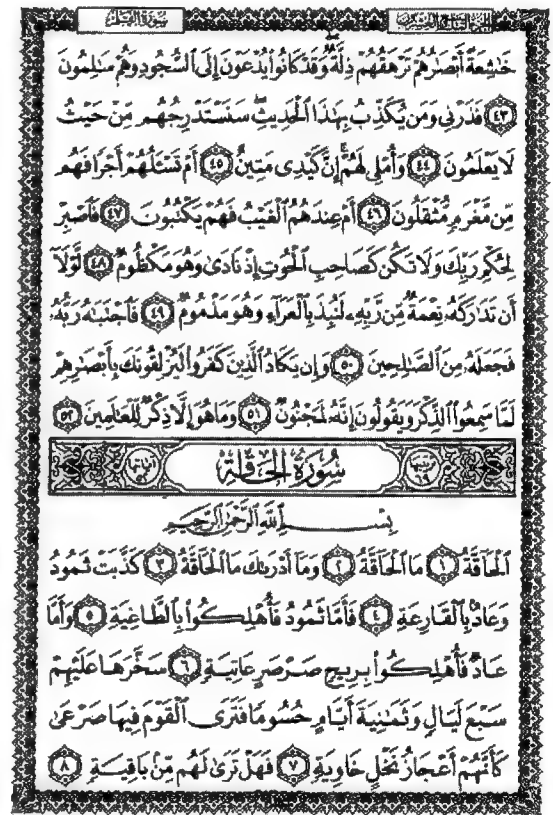 سورة القلم الجزء التاسع والعشرون
خَٰشِعَةً أَبْصَٰرُهُمْ تَرْهَقُهُمْ ذِلَّةٌ ۖ وَقَدْ كَانُوا۟ يُدْعَوْنَ إِلَى ٱلسُّجُودِ وَهُمْ سَٰلِمُونَ
٤٣ فَذَرْنِى وَمَن يُكَذِّبُ بِهَٰذَا ٱلْحَدِيثِ ۖ سَنَسْتَدْرِجُهُم مِّنْ حَيْثُ
لَا يَعْلَمُونَ ٤٤ وَأُمْلِى لَهُمْ ۚ إِنَّ كَيْدِى مَتِينٌ ٤٥ أَمْ تَسْـَٔلُهُمْ أَجْرًا فَهُم
مِّن مَّغْرَمٍ مُّثْقَلُونَ ٤٦ أَمْ عِندَهُمُ ٱلْغَيْبُ فَهُمْ يَكْتُبُونَ ٤٧ فَٱصْبِرْ
لِحُكْمِ رَبِّكَ وَلَا تَكُن كَصَاحِبِ ٱلْحُوتِ إِذْ نَادَىٰ وَهُوَ مَكْظُومٌ ٤٨ لَّوْلَآ
أَن تَدَٰرَكَهُۥ نِعْمَةٌ مِّن رَّبِّهِۦ لَنُبِذَ بِٱلْعَرَآءِ وَهُوَ مَذْمُومٌ ٤٩ فَٱجْتَبَٰهُ رَبُّهُۥ
فَجَعَلَهُۥ مِنَ ٱلصَّٰلِحِينَ ٥٠ وَإِن يَكَادُ ٱلَّذِينَ كَفَرُوا۟ لَيُزْلِقُونَكَ بِأَبْصَٰرِهِمْ
لَمَّا سَمِعُوا۟ ٱلذِّكْرَ وَيَقُولُونَ إِنَّهُۥ لَمَجْنُونٌ ٥١ وَمَا هُوَ إِلَّا ذِكْرٌ لِّلْعَٰلَمِينَ ٥٢
ترتيبها ٦٩ سُورَةُ الحَاقَّةِ آياتها ٥٢
بِسْمِ ٱللَّهِ ٱلرَّحْمَٰنِ ٱلرَّحِيمِ
ٱلْحَآقَّةُ ١ مَا ٱلْحَآقَّةُ ٢ وَمَآ أَدْرَىٰكَ مَا ٱلْحَآقَّةُ ٣ كَذَّبَتْ ثَمُودُ
وَعَادٌۢ بِٱلْقَارِعَةِ ٤ فَأَمَّا ثَمُودُ فَأُهْلِكُوا۟ بِٱلطَّاغِيَةِ ٥ وَأَمَّا
عَادٌ فَأُهْلِكُوا۟ بِرِيحٍ صَرْصَرٍ عَاتِيَةٍ ٦ سَخَّرَهَا عَلَيْهِمْ
سَبْعَ لَيَالٍ وَثَمَٰنِيَةَ أَيَّامٍ حُسُومًا فَتَرَى ٱلْقَوْمَ فِيهَا صَرْعَىٰ
كَأَنَّهُمْ أَعْجَازُ نَخْلٍ خَاوِيَةٍ ٧ فَهَلْ تَرَىٰ لَهُم مِّنۢ بَاقِيَةٍ ٨